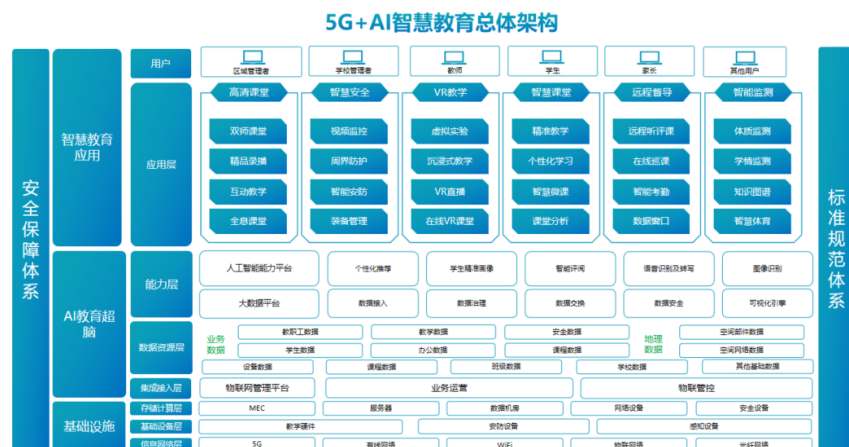 5G+AI智慧教育总体架构
安全保障体系
标准规范体系
智慧教育
应用
AI教育超
脑
基础设施
用户
区域管理者
学校管理者
教师
学生
家长
其他用户
应用层
高清课堂
智慧安全
VR教学
智慧课堂
远程督导
智能监测
双师课堂
视频监控
虚拟实验
精准教学
远程听评课
体质监测
精品录播
周界防护
沉浸式教学
个性化学习
在线巡课
学情监测
互动教学
智能安防
VR直播
智慧微课
智能考勤
知识图谱
全息课堂
装备管理
在线VR课堂
课堂分析
数据窗口
智慧体育
能力层
人工智能能力平台
个性化推荐
学生精准画像
智能评阅
语音识别及转写
图像识别
大数据平台
数据接入
数据治理
数据交换
数据安全
可视化引擎
数据资源层
业务
数据
教职工数据
教学数据
安全数据
地理
数据
空间部件数据
学生数据
办公数据
课程数据
空间网络数据
设备数据
课程数据
班级数据
学校数据
其他基础数据
集成接入层
物联网管理平台
业务运营
物联管控
存储计算层
MEC
服务器
数据机房
网络设备
安全设备
基础设备层
教学硬件
安防设备
感知设备
信息网络层
5G
有线网络
WiFi
物联网络
光纤网络